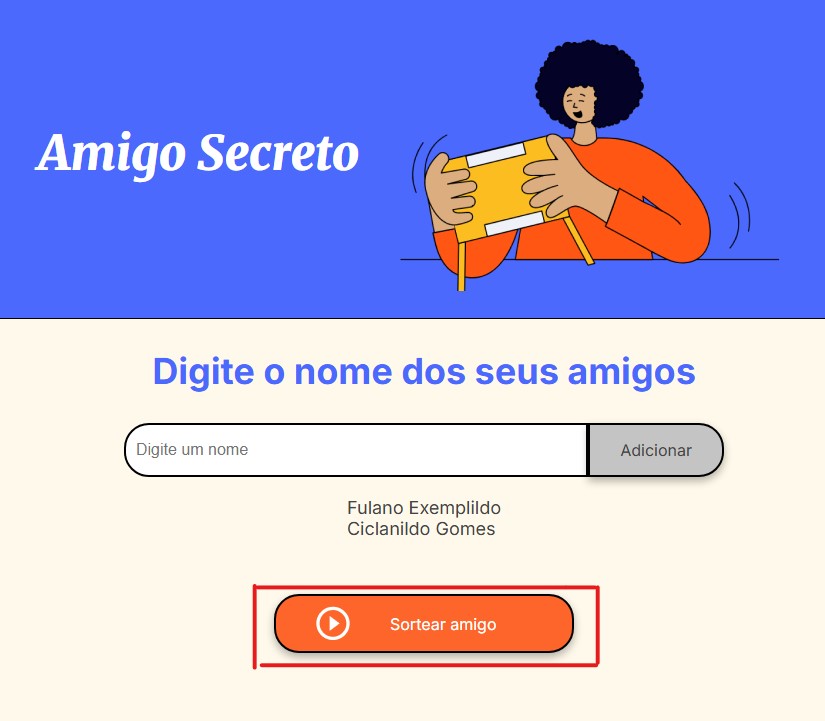 Amigo Secreto
Digite o nome dos seus amigos
Digite um nome
Adicionar
Fulano Exemplildo
Ciclanildo Gomes
Sortear amigo